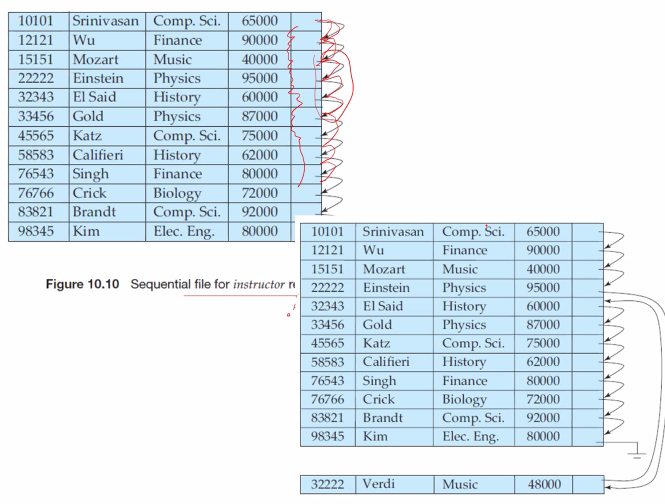 10101 Srinivasan Comp. Sci. 65000
12121 Wu Finance 90000
15151 Mozart Music 40000
22222 Einstein Physics 95000
32343 El Said History 60000
33456 Gold Physics 87000
45565 Katz Comp. Sci. 75000
58583 Califieri History 62000
76543 Singh Finance 80000
76766 Crick Biology 72000
83821 Brandt Comp. Sci. 92000
98345 Kim Elec. Eng. 80000
Figure 10.10 Sequential file for instructor re
10101 Srinivasan Comp. Sci. 65000
12121 Wu Finance 90000
15151 Mozart Music 40000
22222 Einstein Physics 95000
32343 El Said History 60000
33456 Gold Physics 87000
45565 Katz Comp. Sci. 75000
58583 Califieri History 62000
76543 Singh Finance 80000
76766 Crick Biology 72000
83821 Brandt Comp. Sci. 92000
98345 Kim Elec. Eng. 80000
32222 Verdi Music 48000